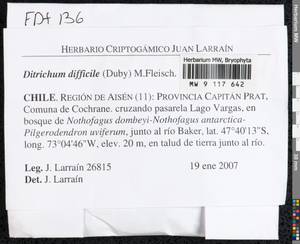 FD+ 136
HERBARIO CRIPTOGÁMICO JUAN LARRAÍN
Herbarium MW, Bryophyta
Ditrichum difficile (Duby) M.Fleisch.
MW 9 117 642
CHILE. REGIÓN DE AISÉN (11): PROVINCIA CAPITÁN PRAT,
Comuna de Cochrane. cruzando pasarela Lago Vargas, en
bosque de Nothofagus dombeyi-Nothofagus antarctica-
Pilgerodendron uviferum, junto al río Baker, lat. 47°40'13"S,
long. 73°04'46"W, elev. 20 m, en talud de tierra junto al río.
Leg. J. Larraín 26815 19 ene 2007
Det. J. Larraín